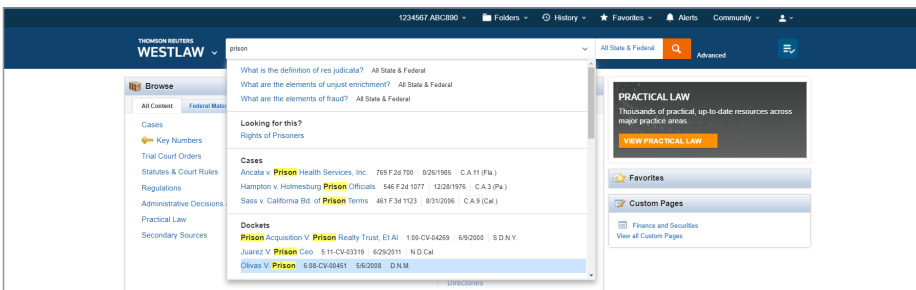 1234567.ABC890 Folders History Favorites Alerts Community
THOMSON REUTERS
WESTLAW
prison
All State & Federal
Advanced
Browse
All Content Federal Mate
Cases
Key Numbers
Trial Court Orders
Statutes & Court Rules
Regulations
Administrative Decisions
Practical Law
Secondary Sources
What is the definition of res judicata? All State & Federal
What are the elements of unjust enrichment? All State & Federal
What are the elements of fraud? All State & Federal
Looking for this?
Rights of Prisoners
Cases
Ancata v. Prison Health Services, Inc. 769 F.2d 700 | 8/26/1985 | C.A.11 (Fla.)
Hampton v. Holmesburg Prison Officials 546 F.2d 1077 | 12/28/1976 | C.A.3 (Pa.)
Sass v. California Bd. of Prison Terms 461 F.3d 1123 | 8/31/2006 | C.A.9 (Cal.)
Dockets
Prison Acquisition V. Prison Realty Trust, Et Al 1:00-CV-04269 | 6/9/2000 | S.D.N.Y.
Juarez V. Prison Ceo 5:11-CV-03319 | 6/29/2011 | N.D.Cal.
Olivas V. Prison 6:08-CV-00451 | 5/6/2008 | D.N.M.
Directories
PRACTICAL LAW
Thousands of practical, up-to-date resources across
major practice areas.
VIEW PRACTICAL LAW
Favorites
Custom Pages
Finance and Securities
View all Custom Pages